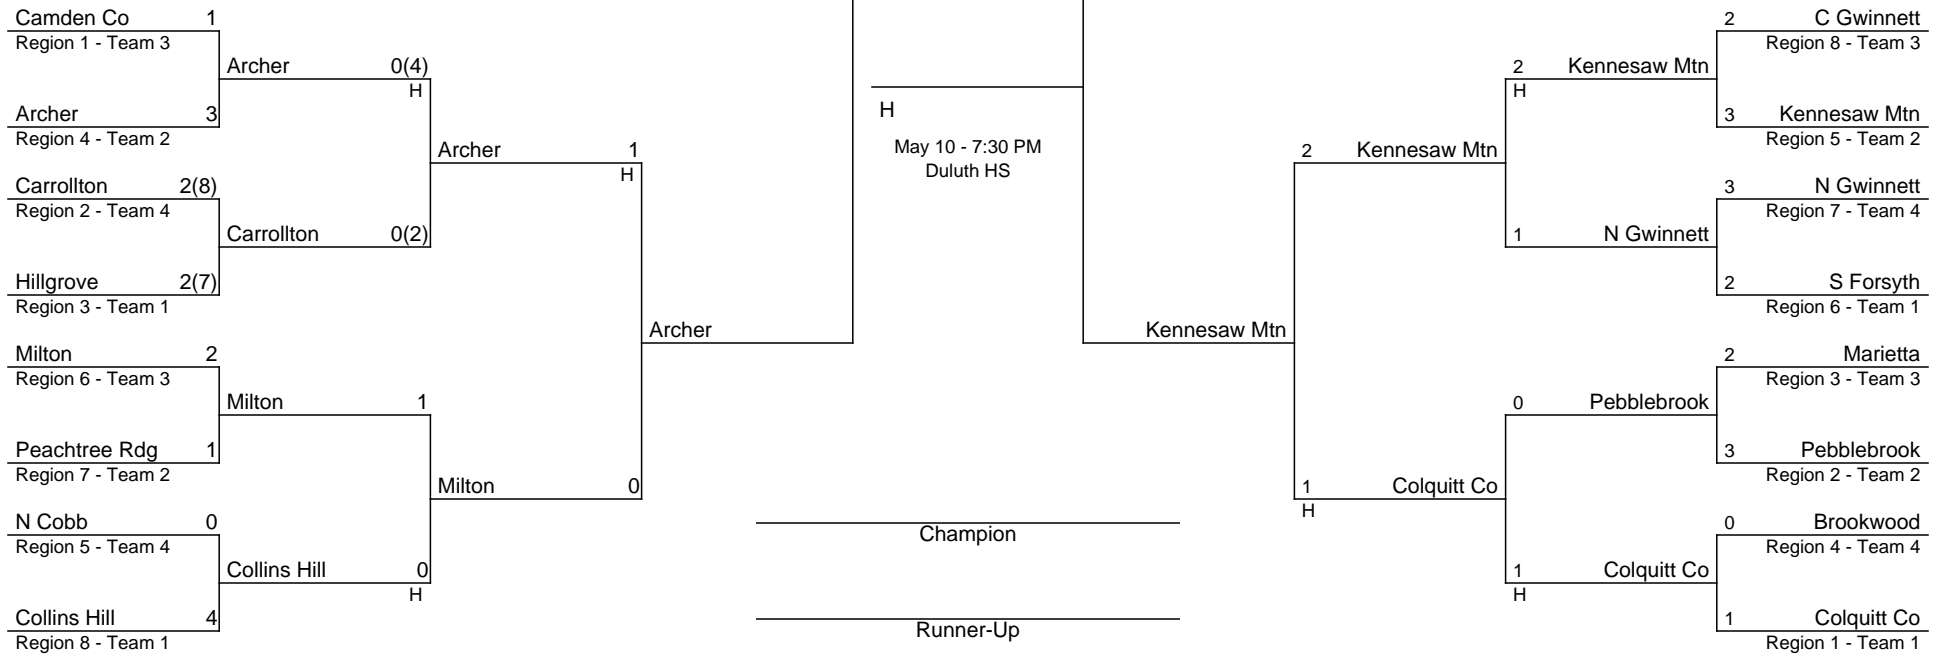 Camden Co 1
Region 1 - Team 3
Archer 0(4)
H
Archer 3
Region 4 - Team 2
Archer 1
H
Carrollton 2(8)
Region 2 - Team 4
Carrollton 0(2)
Hillgrove 2(7)
Region 3 - Team 1
Archer
Milton 2
Region 6 - Team 3
Milton 1
Peachtree Rdg 1
Region 7 - Team 2
Milton 0
N Cobb 0
Region 5 - Team 4
Collins Hill 0
H
Collins Hill 4
Region 8 - Team 1
H
May 10 - 7:30 PM
Duluth HS
Champion
Runner-Up
2 C Gwinnett
Region 8 - Team 3
2 Kennesaw Mtn
H
3 Kennesaw Mtn
Region 5 - Team 2
2 Kennesaw Mtn
3 N Gwinnett
Region 7 - Team 4
1 N Gwinnett
2 S Forsyth
Region 6 - Team 1
Kennesaw Mtn
2 Marietta
Region 3 - Team 3
0 Pebblebrook
3 Pebblebrook
Region 2 - Team 2
1 Colquitt Co
H
0 Brookwood
Region 4 - Team 4
1 Colquitt Co
H
1 Colquitt Co
Region 1 - Team 1